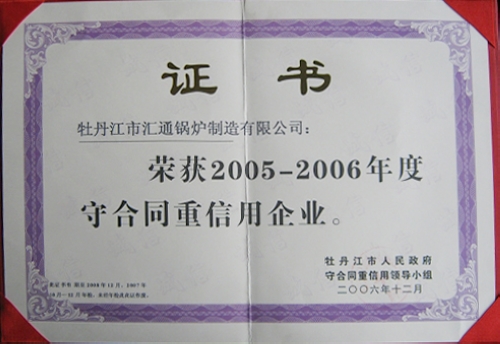 证书
牡丹江市汇通锅炉制造有限公司：
荣获2005-2006年度
守合同重信用企业。
牡丹江市人民政府
守合同重信用领导小组
二〇〇六年十二月